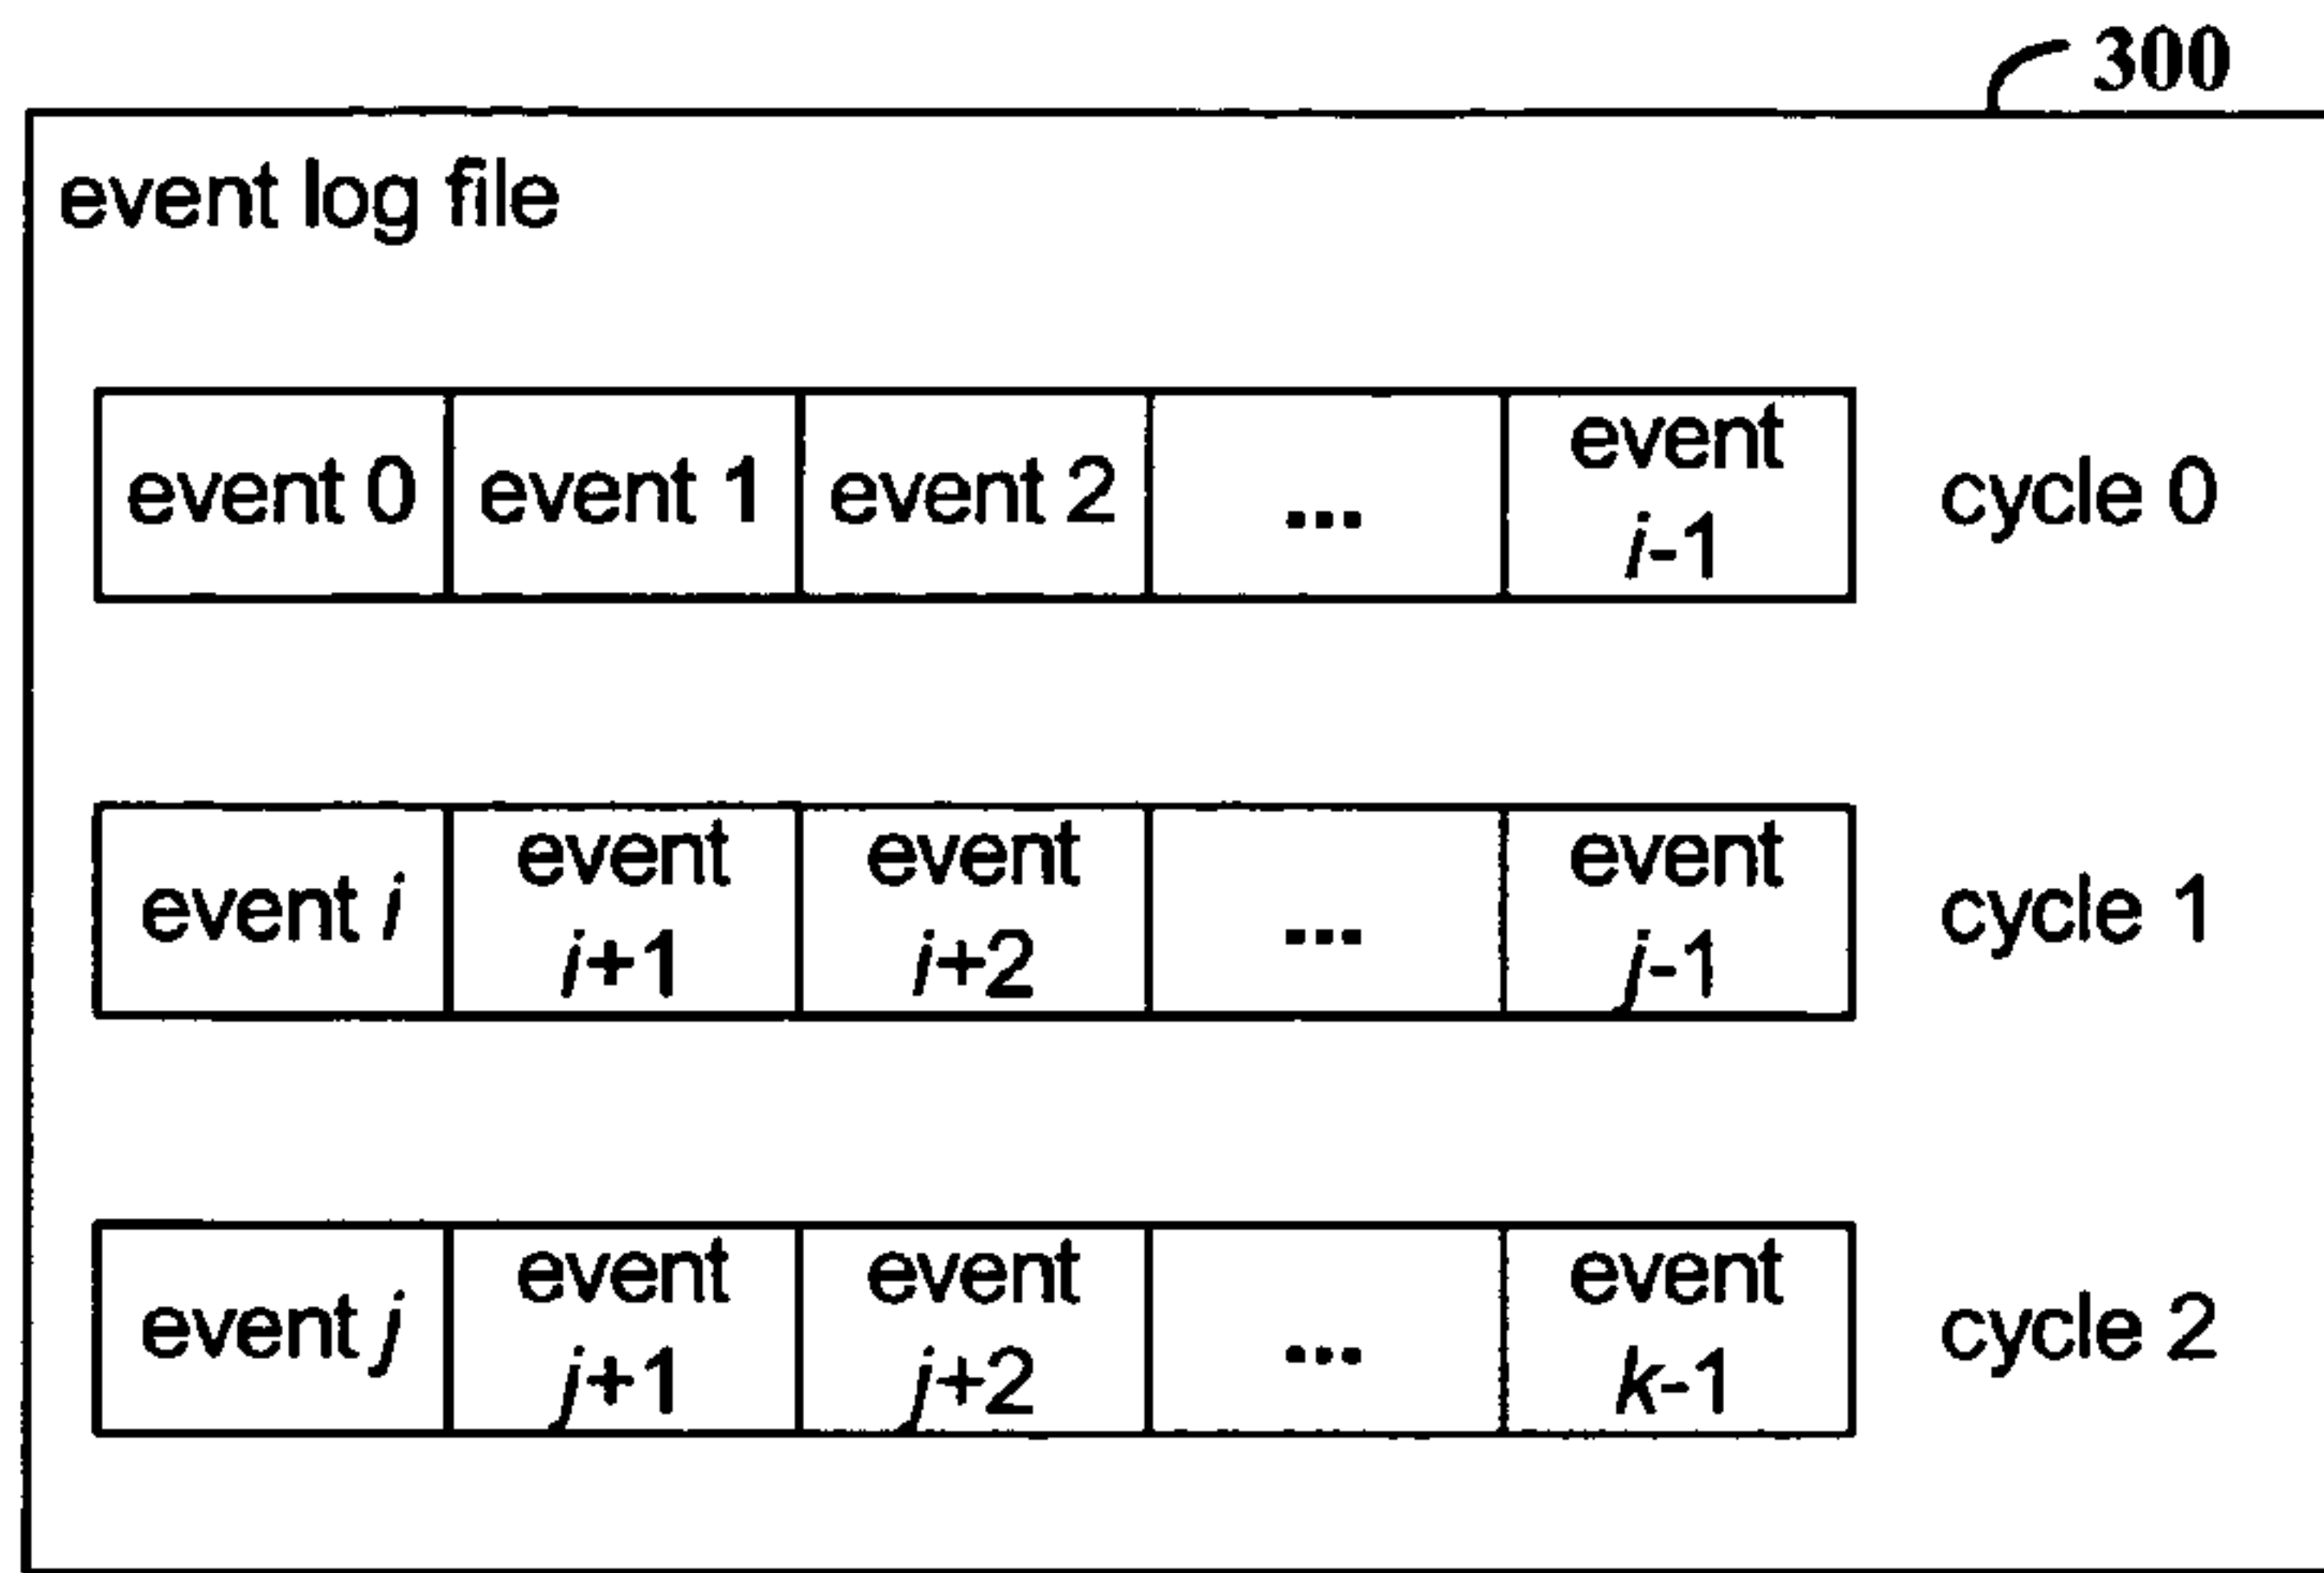 300
event log file
event 0 event 1 event 2 ... event i-1 cycle 0
event i event i+1 event i+2 ... event j-1 cycle 1
event j event j+1 event j+2 ... event k-1 cycle 2